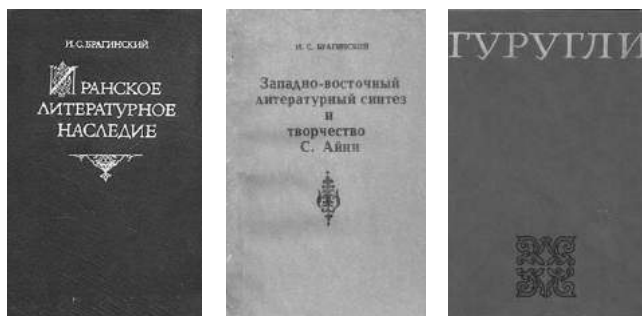 И. С. БРАГИНСКИЙ
ИРАНСКОЕ
ЛИТЕРАТУРНОЕ
НАСЛЕДИЕ
И. С. БРАГИНСКИЙ
Западно-восточный
литературный синтез
и
творчество
С. Айни
ГУРУГЛИ